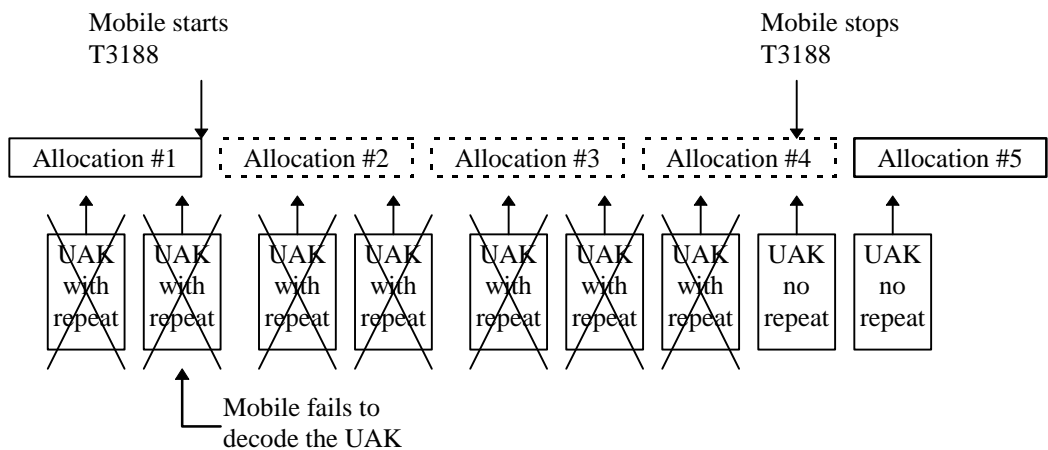 Mobile starts
T3188
Mobile stops
T3188
Allocation #1
Allocation #2
Allocation #3
Allocation #4
Allocation #5
UAK
with
repeat
UAK
with
repeat
UAK
with
repeat
UAK
with
repeat
UAK
with
repeat
UAK
with
repeat
UAK
with
repeat
UAK
no
repeat
UAK
no
repeat
Mobile fails to
decode the UAK